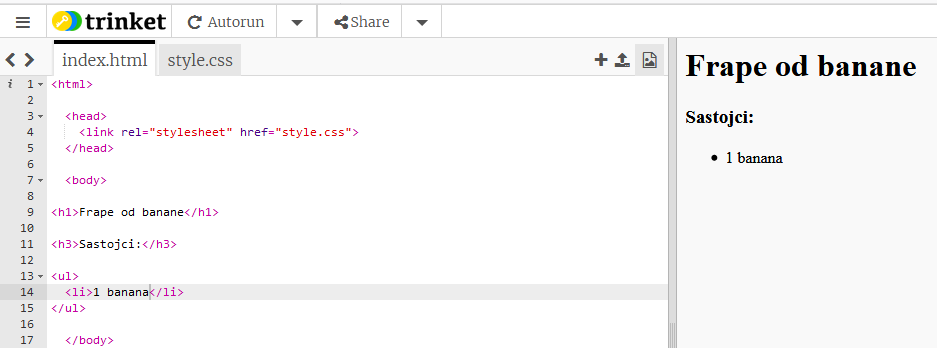 trinket Autorun Share
index.html style.css
i 1 <html>
2
3 <head>
4 <link rel="stylesheet" href="style.css">
5 </head>
6
7 <body>
8
9 <h1>Frape od banane</h1>
10
11 <h3>Sastojci:</h3>
12
13 <ul>
14 <li>1 banana</li>
15 </ul>
16
17 </body>
Frape od banane
Sastojci:
• 1 banana